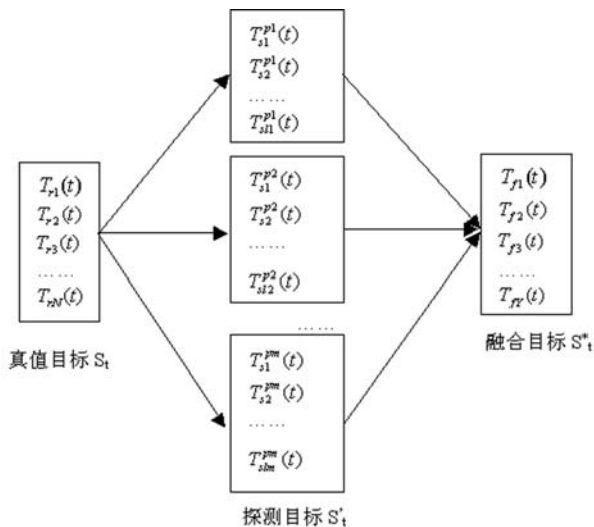 T_{s1}^{p1}(t)
T_{s2}^{p1}(t)
……
T_{sl1}^{p1}(t)
T_{r1}(t)
T_{r2}(t)
T_{r3}(t)
……
T_{rN}(t)
真值目标 S_t
T_{s1}^{p2}(t)
T_{s2}^{p2}(t)
……
T_{sl2}^{p2}(t)
……
T_{s1}^{pm}(t)
T_{s2}^{pm}(t)
……
T_{slm}^{pm}(t)
探测目标 S'_t
T_{f1}(t)
T_{f2}(t)
T_{f3}(t)
……
T_{fY}(t)
融合目标 S*_t